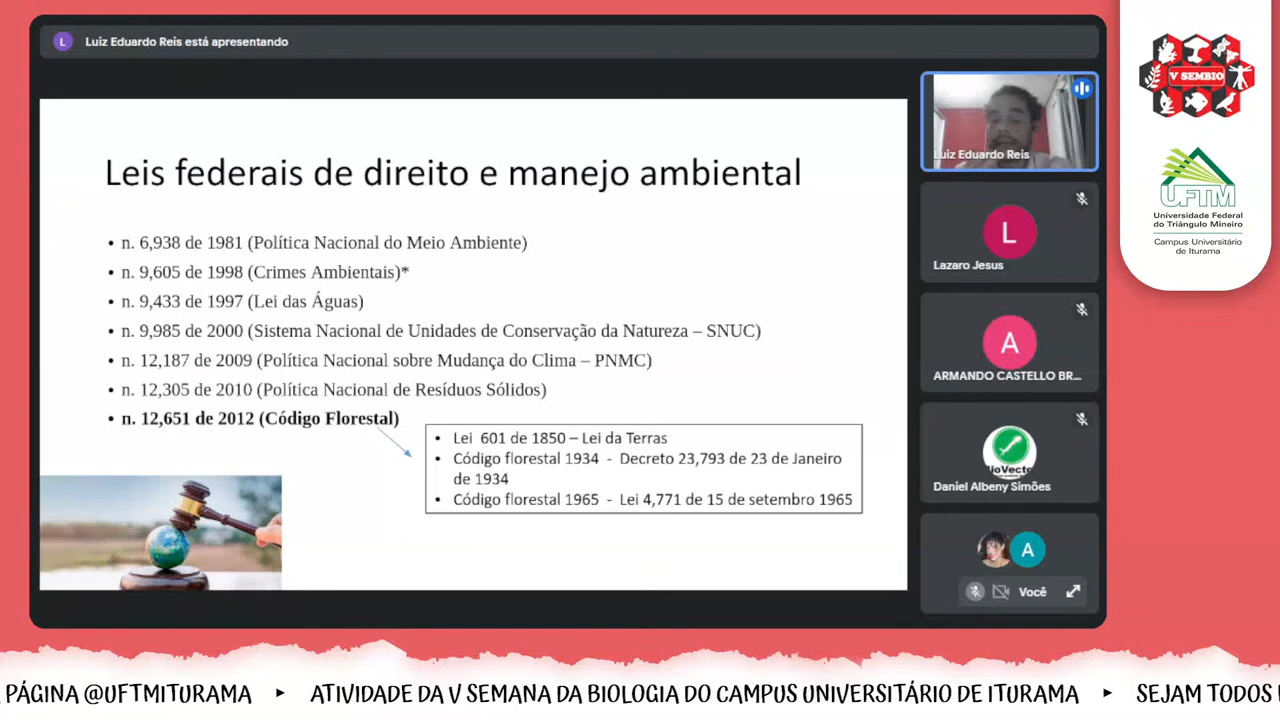 L
Luiz Eduardo Reis está apresentando
Leis federais de direito e manejo ambiental
• n. 6,938 de 1981 (Política Nacional do Meio Ambiente)
• n. 9,605 de 1998 (Crimes Ambientais)*
• n. 9,433 de 1997 (Lei das Águas)
• n. 9,985 de 2000 (Sistema Nacional de Unidades de Conservação da Natureza – SNUC)
• n. 12,187 de 2009 (Política Nacional sobre Mudança do Clima – PNMC)
• n. 12,305 de 2010 (Política Nacional de Resíduos Sólidos)
• n. 12,651 de 2012 (Código Florestal)
• Lei 601 de 1850 – Lei da Terras
• Código florestal 1934 - Decreto 23,793 de 23 de Janeiro
de 1934
• Código florestal 1965 - Lei 4,771 de 15 de setembro 1965
Luiz Eduardo Reis
L
Lazaro Jesus
A
ARMANDO CASTELLO BR...
Daniel Albeny Simões
A
Você
V SEMBIO
UFTM
Universidade Federal
do Triângulo Mineiro
Campus Universitário
de Iturama
PÁGINA @UFTMITURAMA ▸ ATIVIDADE DA V SEMANA DA BIOLOGIA DO CAMPUS UNIVERSITÁRIO DE ITURAMA ▸ SEJAM TODOS